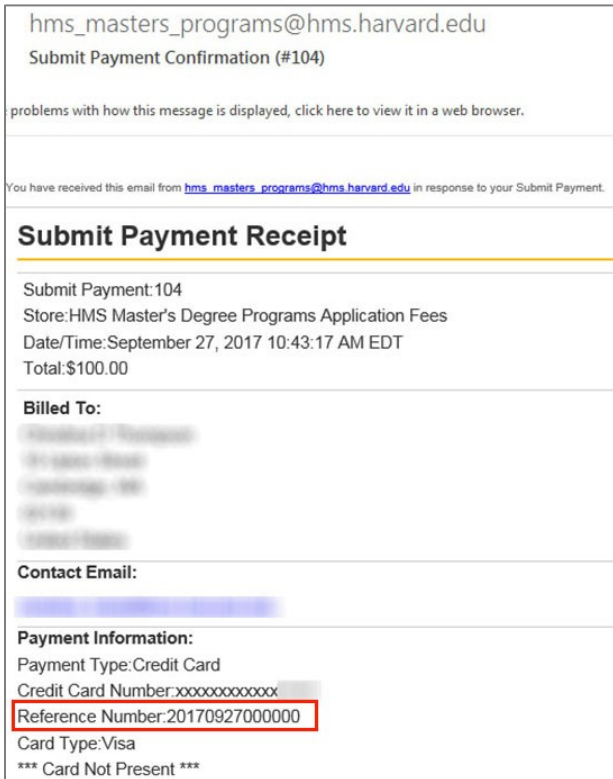 hms_masters_programs@hms.harvard.edu
Submit Payment Confirmation (#104)
problems with how this message is displayed, click here to view it in a web browser.
You have received this email from hms_masters_programs@hms.harvard.edu in response to your Submit Payment.
Submit Payment Receipt
Submit Payment:104
Store:HMS Master's Degree Programs Application Fees
Date/Time:September 27, 2017 10:43:17 AM EDT
Total:$100.00
Billed To:
Contact Email:
Payment Information:
Payment Type:Credit Card
Credit Card Number:xxxxxxxxxxxx
Reference Number:20170927000000
Card Type:Visa
*** Card Not Present ***